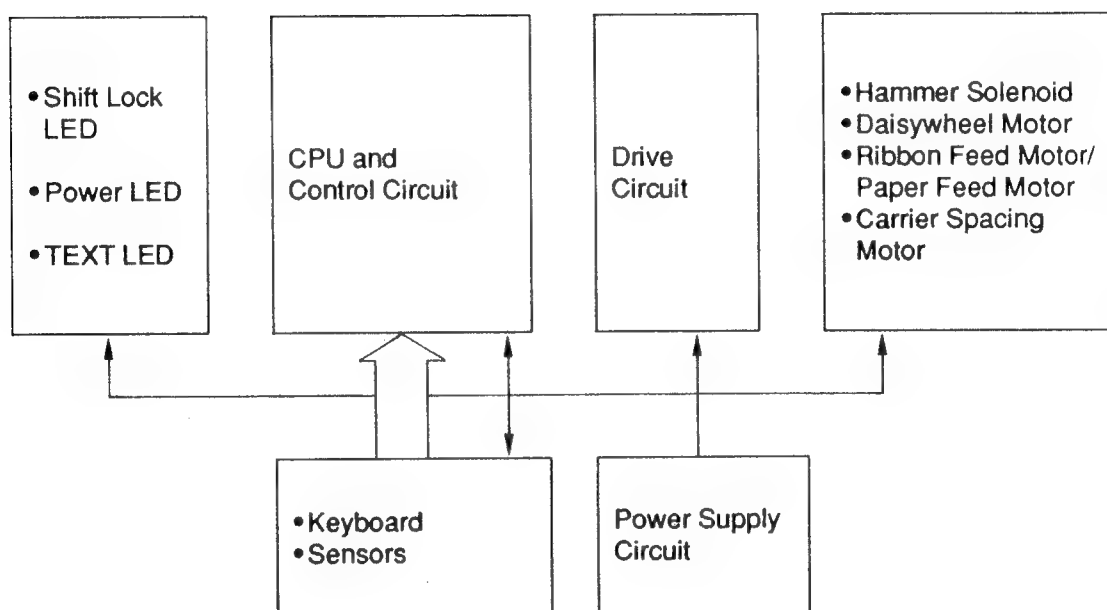 • Shift Lock
LED
• Power LED
• TEXT LED
CPU and
Control Circuit
Drive
Circuit
• Hammer Solenoid
• Daisywheel Motor
• Ribbon Feed Motor/
Paper Feed Motor
• Carrier Spacing
Motor
• Keyboard
• Sensors
Power Supply
Circuit